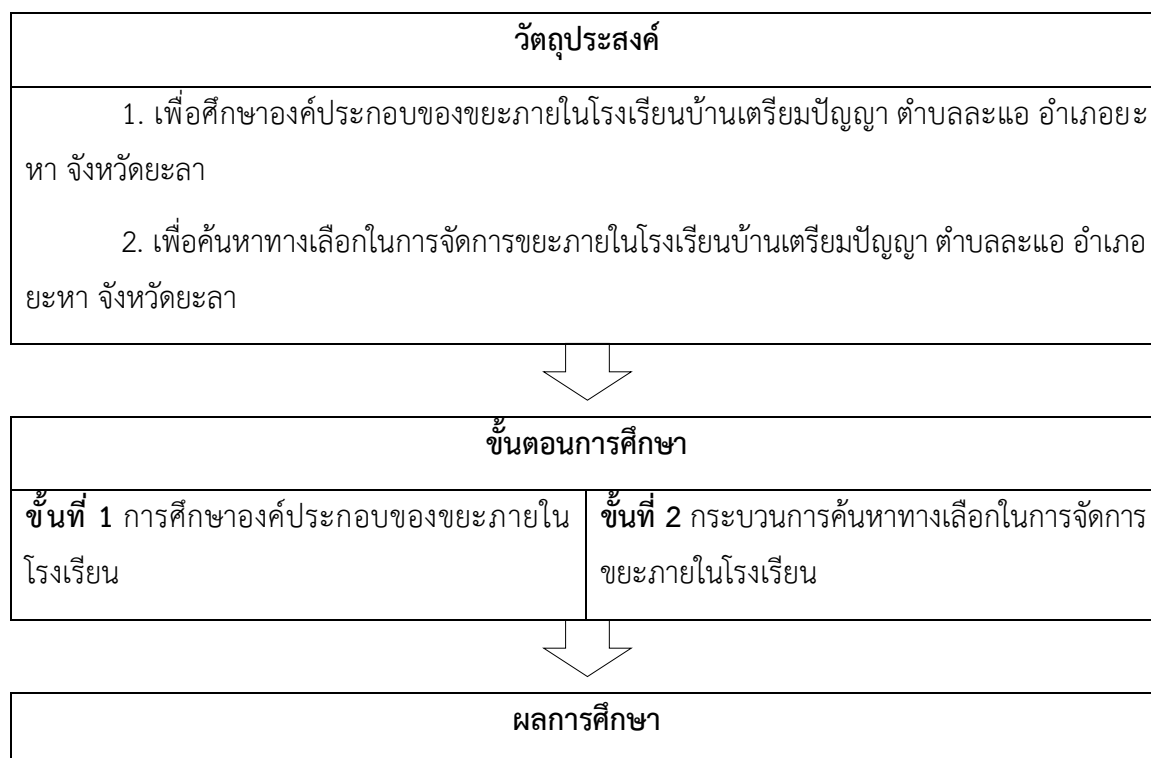 วัตถุประสงค์
1. เพื่อศึกษาองค์ประกอบของขยะภายในโรงเรียนบ้านเตรียมปัญญา ตำบลละแอ อำเภอยะ
หา จังหวัดยะลา
2. เพื่อค้นหาทางเลือกในการจัดการขยะภายในโรงเรียนบ้านเตรียมปัญญา ตำบลละแอ อำเภอ
ยะหา จังหวัดยะลา
ขั้นตอนการศึกษา
ขั้นที่ 1 การศึกษาองค์ประกอบของขยะภายใน
โรงเรียน
ขั้นที่ 2 กระบวนการค้นหาทางเลือกในการจัดการ
ขยะภายในโรงเรียน
ผลการศึกษา